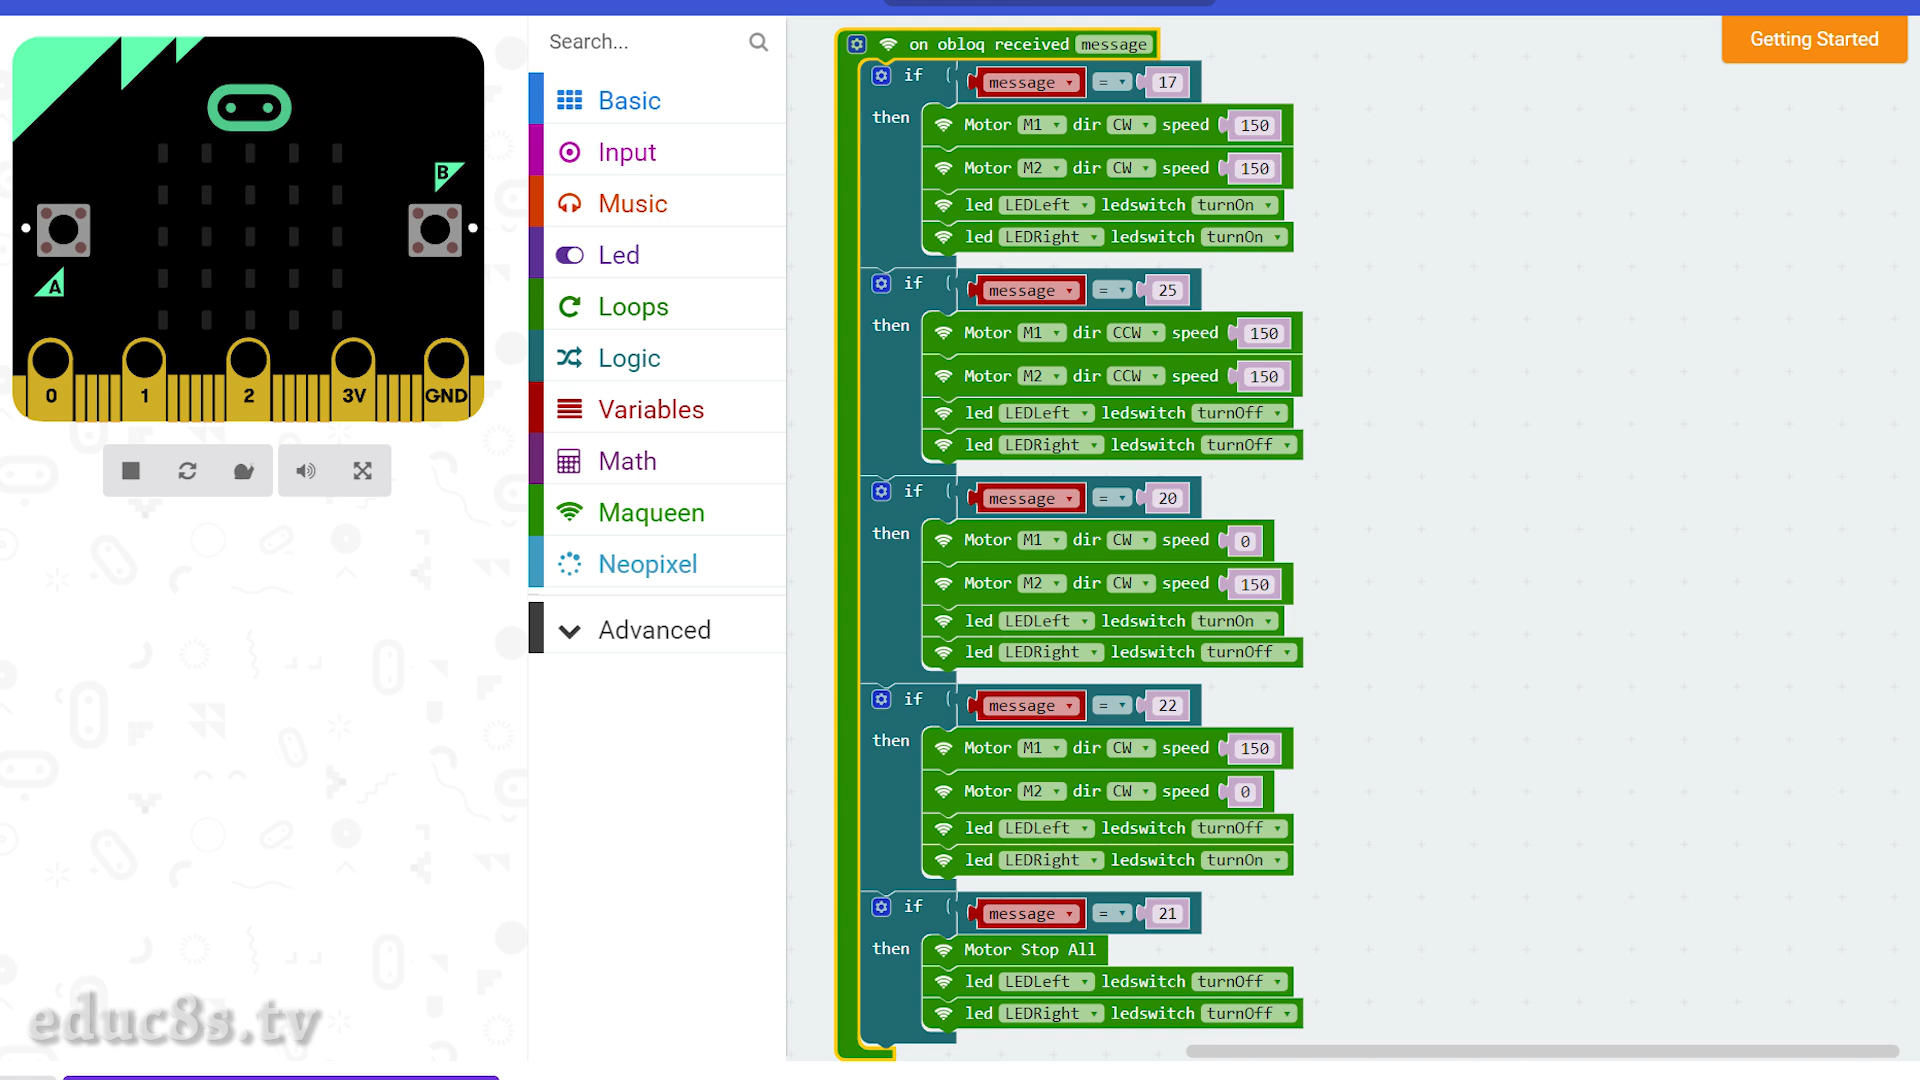 B
A
0 1 2 3V GND
educ8s.tv
Search...
Basic
Input
Music
Led
Loops
Logic
Variables
Math
Maqueen
Neopixel
Advanced
Getting Started
on obloq received message
if message = 17
then Motor M1 dir CW speed 150
Motor M2 dir CW speed 150
led LEDLeft ledswitch turnOn
led LEDRight ledswitch turnOn
if message = 25
then Motor M1 dir CCW speed 150
Motor M2 dir CCW speed 150
led LEDLeft ledswitch turnOff
led LEDRight ledswitch turnOff
if message = 20
then Motor M1 dir CW speed 0
Motor M2 dir CW speed 150
led LEDLeft ledswitch turnOn
led LEDRight ledswitch turnOff
if message = 22
then Motor M1 dir CW speed 150
Motor M2 dir CW speed 0
led LEDLeft ledswitch turnOff
led LEDRight ledswitch turnOn
if message = 21
then Motor Stop All
led LEDLeft ledswitch turnOff
led LEDRight ledswitch turnOff